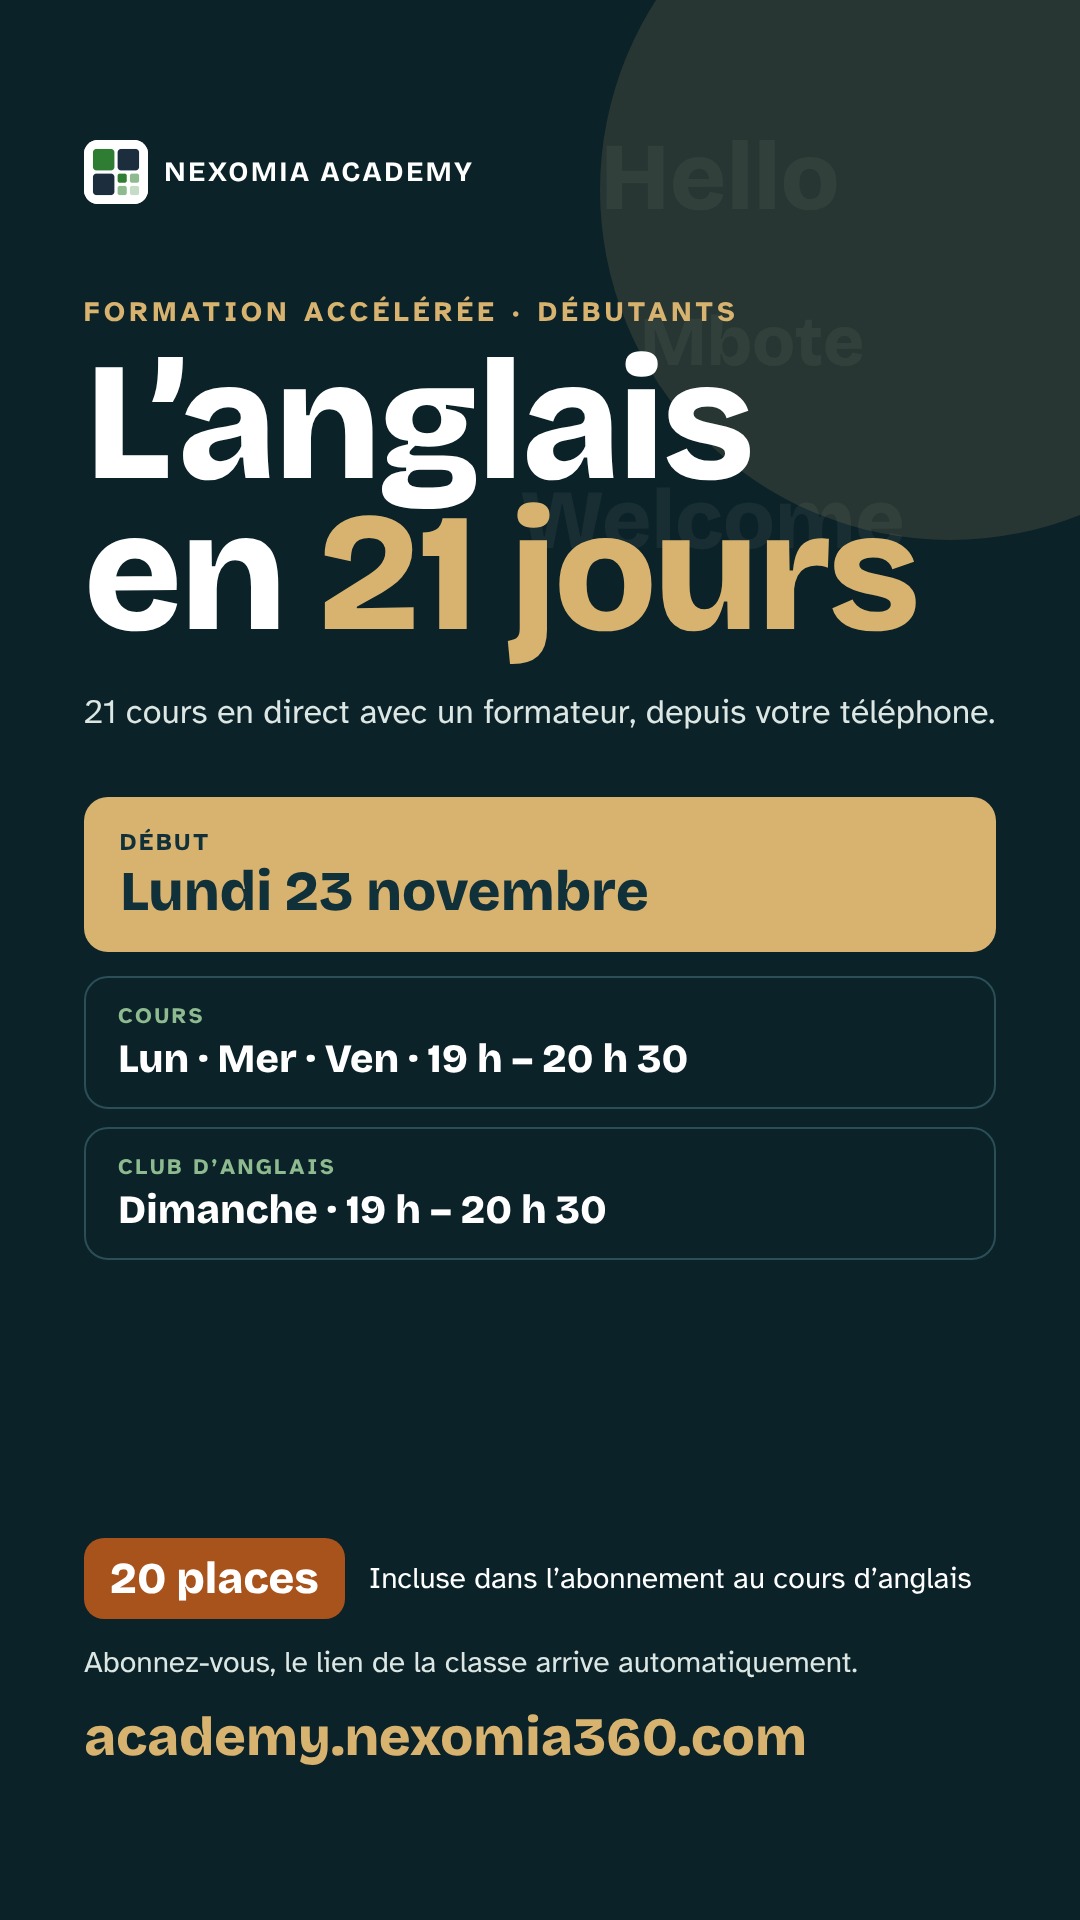 NEXOMIA ACADEMY
Hello
FORMATION ACCÉLÉRÉE · DÉBUTANTS
Mbote
L’anglais
Welcome
en 21 jours
21 cours en direct avec un formateur, depuis votre téléphone.
DÉBUT
Lundi 23 novembre
COURS
Lun · Mer · Ven · 19 h – 20 h 30
CLUB D’ANGLAIS
Dimanche · 19 h – 20 h 30
20 places
Incluse dans l’abonnement au cours d’anglais
Abonnez-vous, le lien de la classe arrive automatiquement.
academy.nexomia360.com